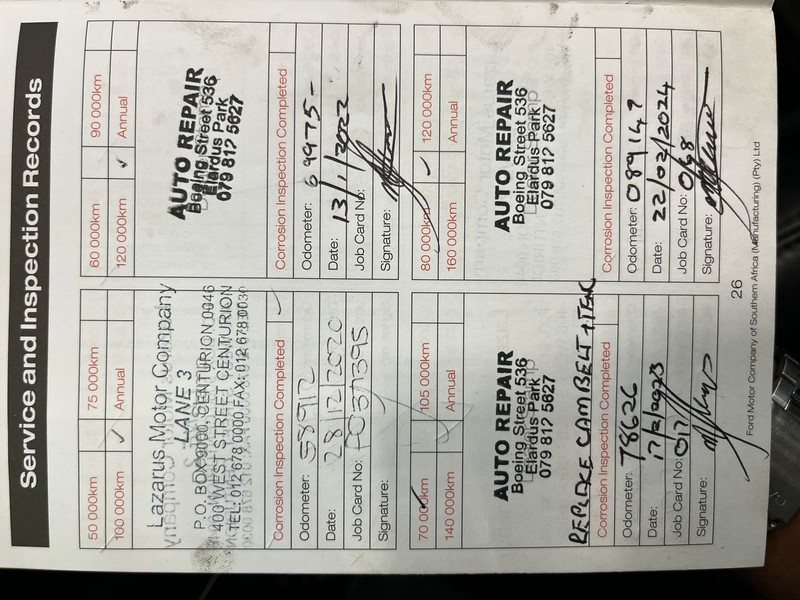 Service and Inspection Records
50 000km 75 000km
100 000km ✓ Annual
Lazarus Motor Company
LANE 3
P.O. BOX 9000, CENTURION 0046
400 WEST STREET CENTURION
TEL: 012 678 0000 FAX: 012 678 0030
Corrosion Inspection Completed
Odometer: 58912
Date: 28/12/2020
Job Card No:
Signature:
60 000km 90 000km
120 000km ✓ Annual
AUTO REPAIR
Boeing Street 536
Elardus Park
079 812 5627
Corrosion Inspection Completed
Odometer: 69975-
Date: 13/1/2022
Job Card No:
Signature:
70 000km 105 000km
140 000km Annual
AUTO REPAIR
Boeing Street 536
Elardus Park
079 812 5627
REPLACE CAMBELT + TEN
Corrosion Inspection Completed
Odometer: 78626
Date: 17/2/2023
Job Card No: 017
Signature:
80 000km ✓ 120 000km
160 000km Annual
AUTO REPAIR
Boeing Street 536
Elardus Park
079 812 5627
Corrosion Inspection Completed
Odometer: 089147
Date: 22/02/2024
Job Card No: 0168
Signature:
26
Ford Motor Company of Southern Africa (Manufacturing) (Pty) Ltd